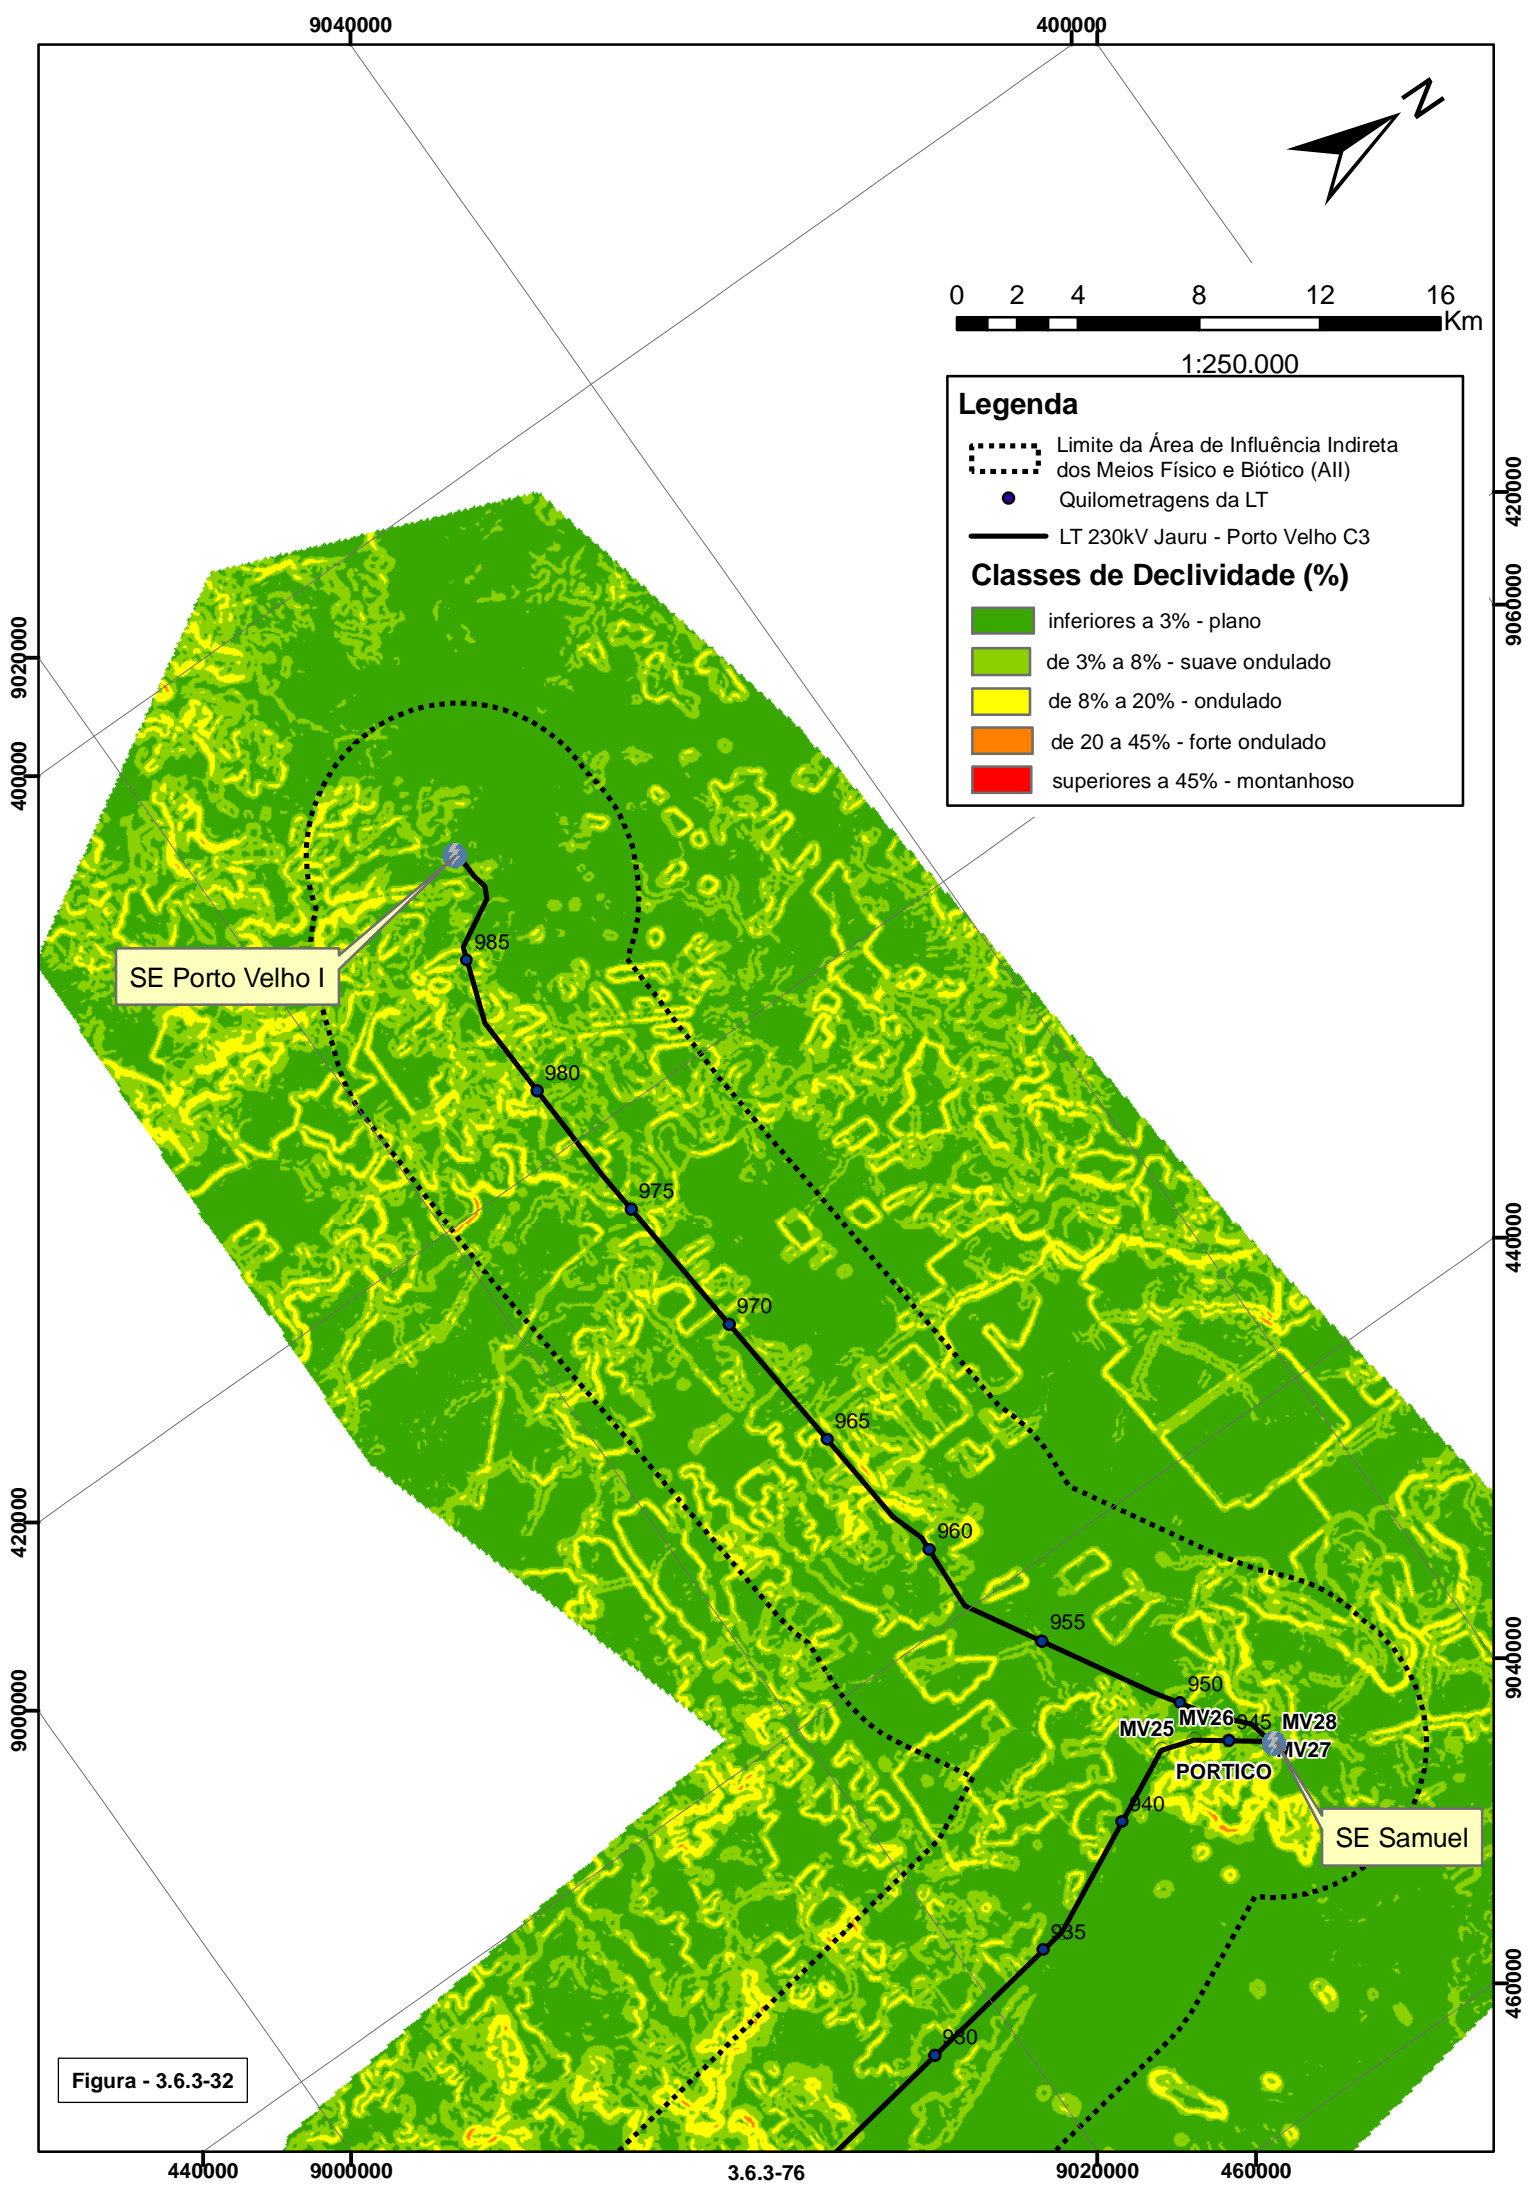 9040000
400000
N
0 2 4 8 12 16
Km
1:250.000
Legenda
Limite da Área de Influência Indireta
dos Meios Físico e Biótico (AII)
Quilometragens da LT
LT 230kV Jauru - Porto Velho C3
Classes de Declividade (%)
inferiores a 3% - plano
de 3% a 8% - suave ondulado
de 8% a 20% - ondulado
de 20 a 45% - forte ondulado
superiores a 45% - montanhoso
420000
9060000
9020000
400000
985
SE Porto Velho I
980
975
440000
970
965
420000
960
955
9040000
9000000
950
MV26
945
MV28
MV25
MV27
PORTICO
940
SE Samuel
935
460000
930
Figura - 3.6.3-32
440000
9000000
3.6.3-76
9020000
460000